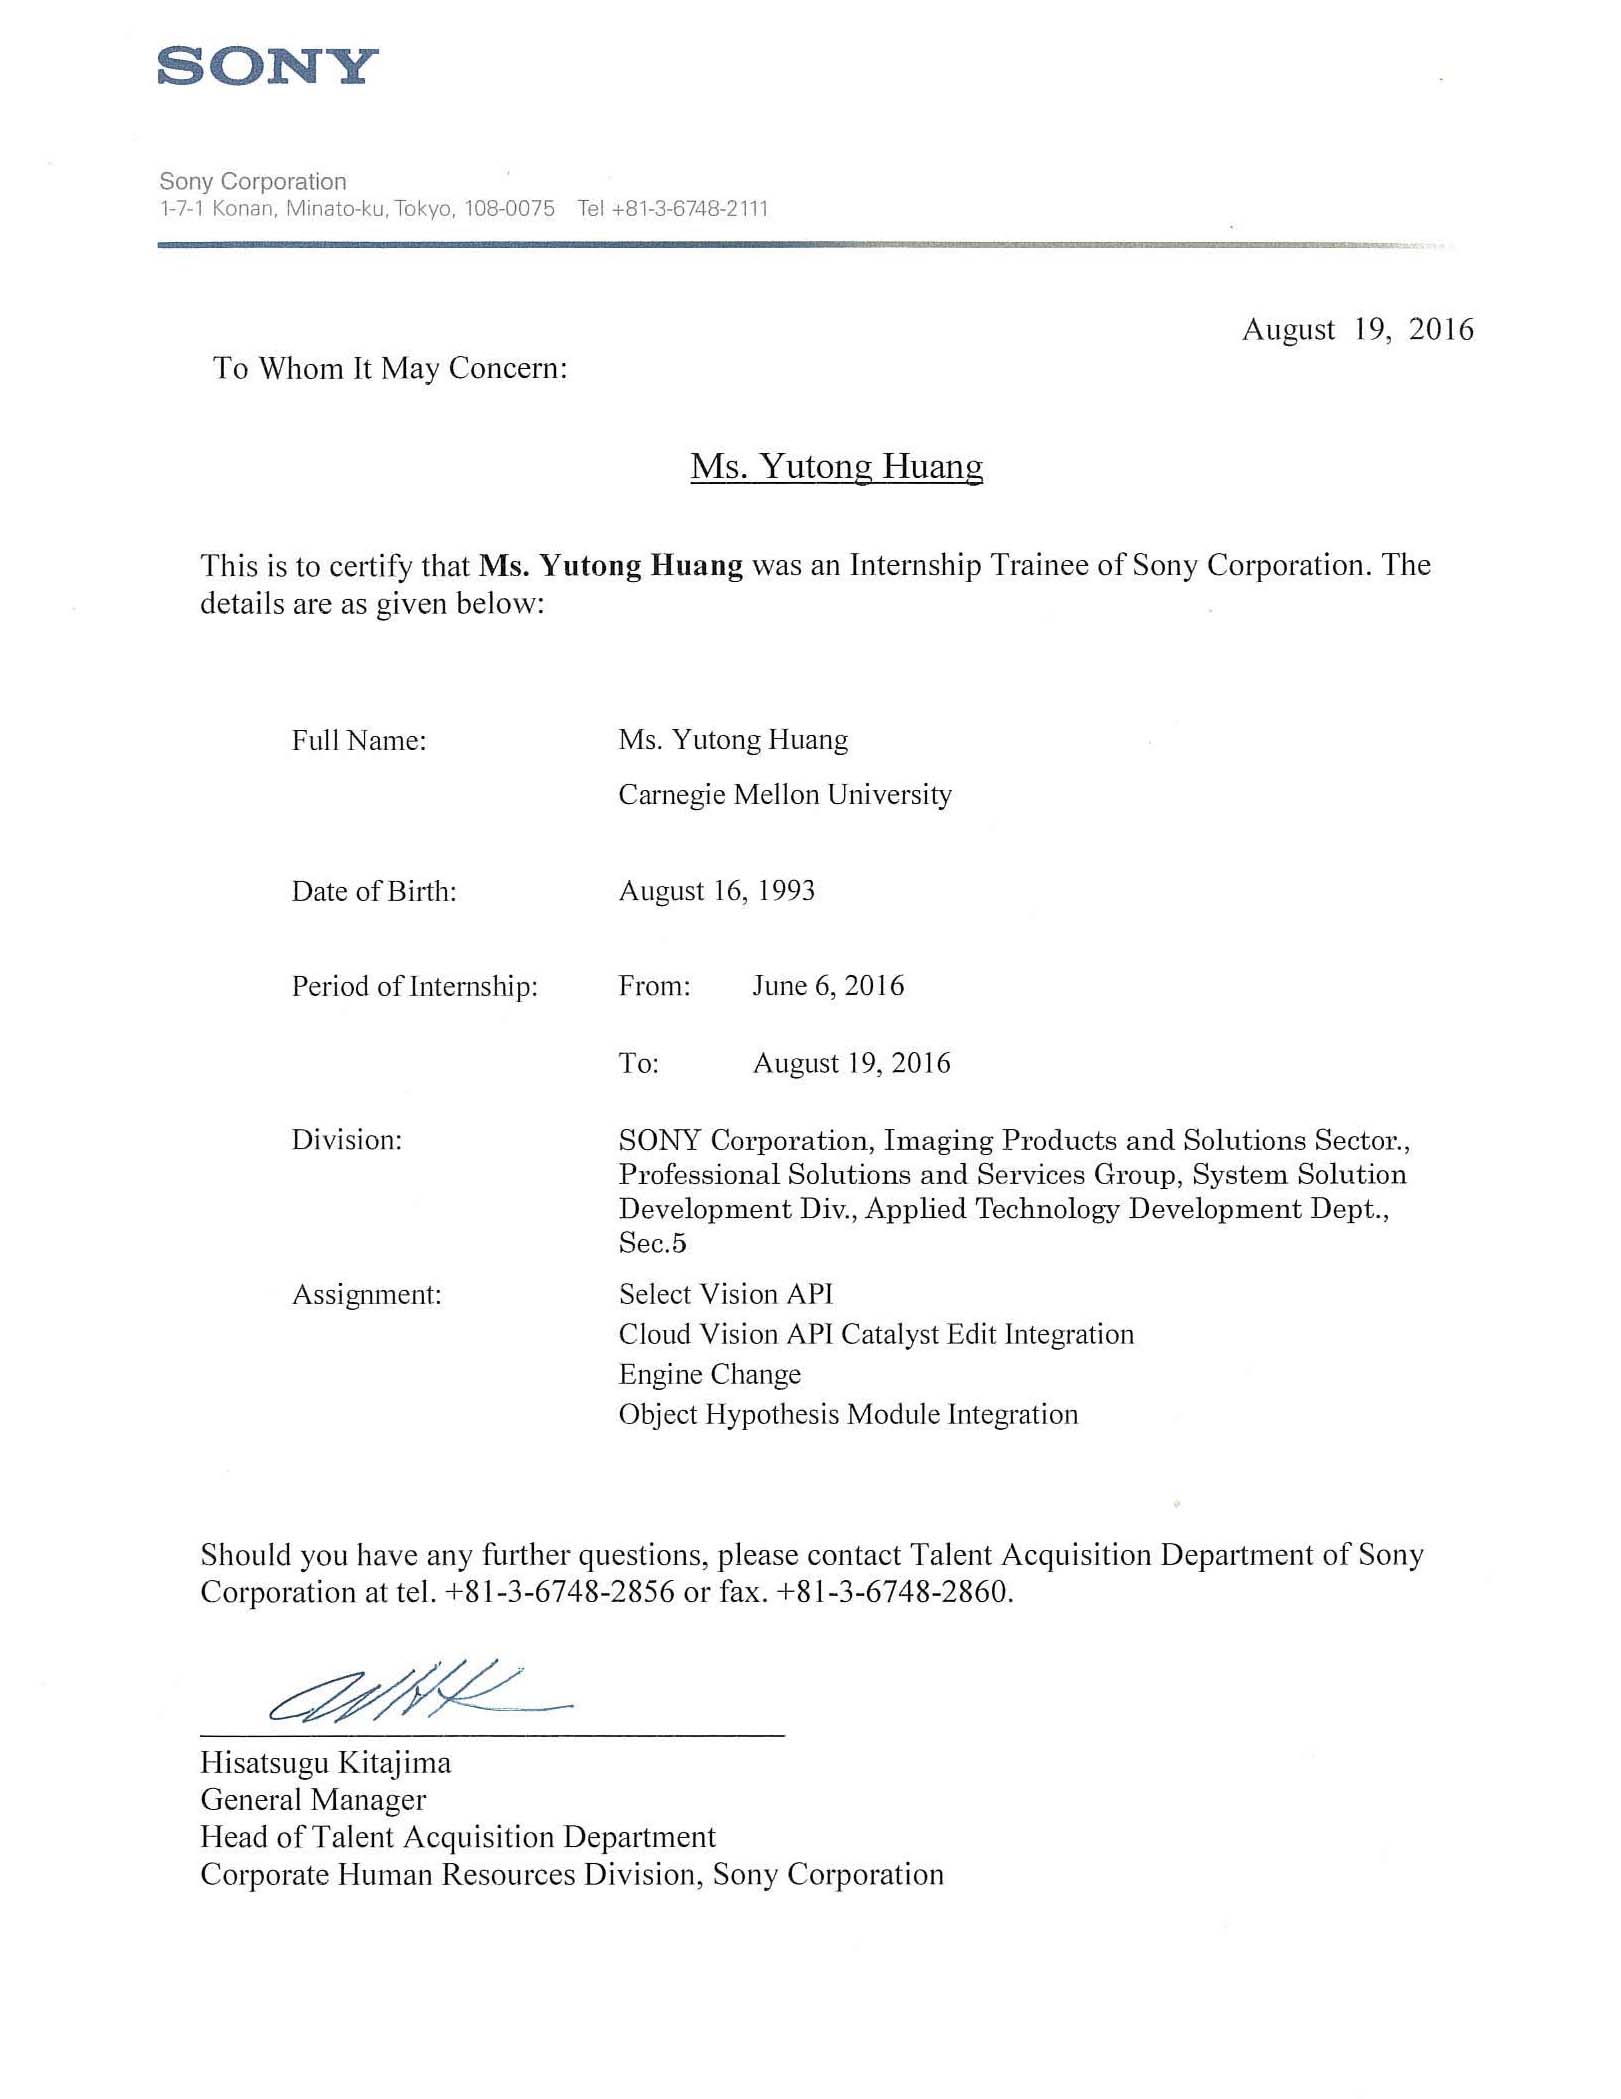 SONY
Sony Corporation
1-7-1 Konan, Minato-ku, Tokyo, 108-0075 Tel +81-3-6748-2111
August 19, 2016
To Whom It May Concern:
Ms. Yutong Huang
This is to certify that Ms. Yutong Huang was an Internship Trainee of Sony Corporation. The
details are as given below:
Full Name: Ms. Yutong Huang
Carnegie Mellon University
Date of Birth: August 16, 1993
Period of Internship: From: June 6, 2016
To: August 19, 2016
Division: SONY Corporation, Imaging Products and Solutions Sector.,
Professional Solutions and Services Group, System Solution
Development Div., Applied Technology Development Dept.,
Sec.5
Assignment: Select Vision API
Cloud Vision API Catalyst Edit Integration
Engine Change
Object Hypothesis Module Integration
Should you have any further questions, please contact Talent Acquisition Department of Sony
Corporation at tel. +81-3-6748-2856 or fax. +81-3-6748-2860.
Hisatsugu Kitajima
General Manager
Head of Talent Acquisition Department
Corporate Human Resources Division, Sony Corporation